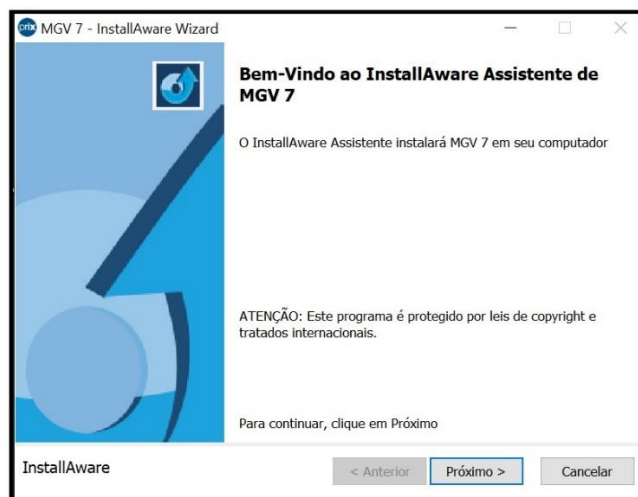 prix MGV 7 - InstallAware Wizard
Bem-Vindo ao InstallAware Assistente de
MGV 7
O InstallAware Assistente instalará MGV 7 em seu computador
ATENÇÃO: Este programa é protegido por leis de copyright e
tratados internacionais.
Para continuar, clique em Próximo
InstallAware
< Anterior
Próximo >
Cancelar